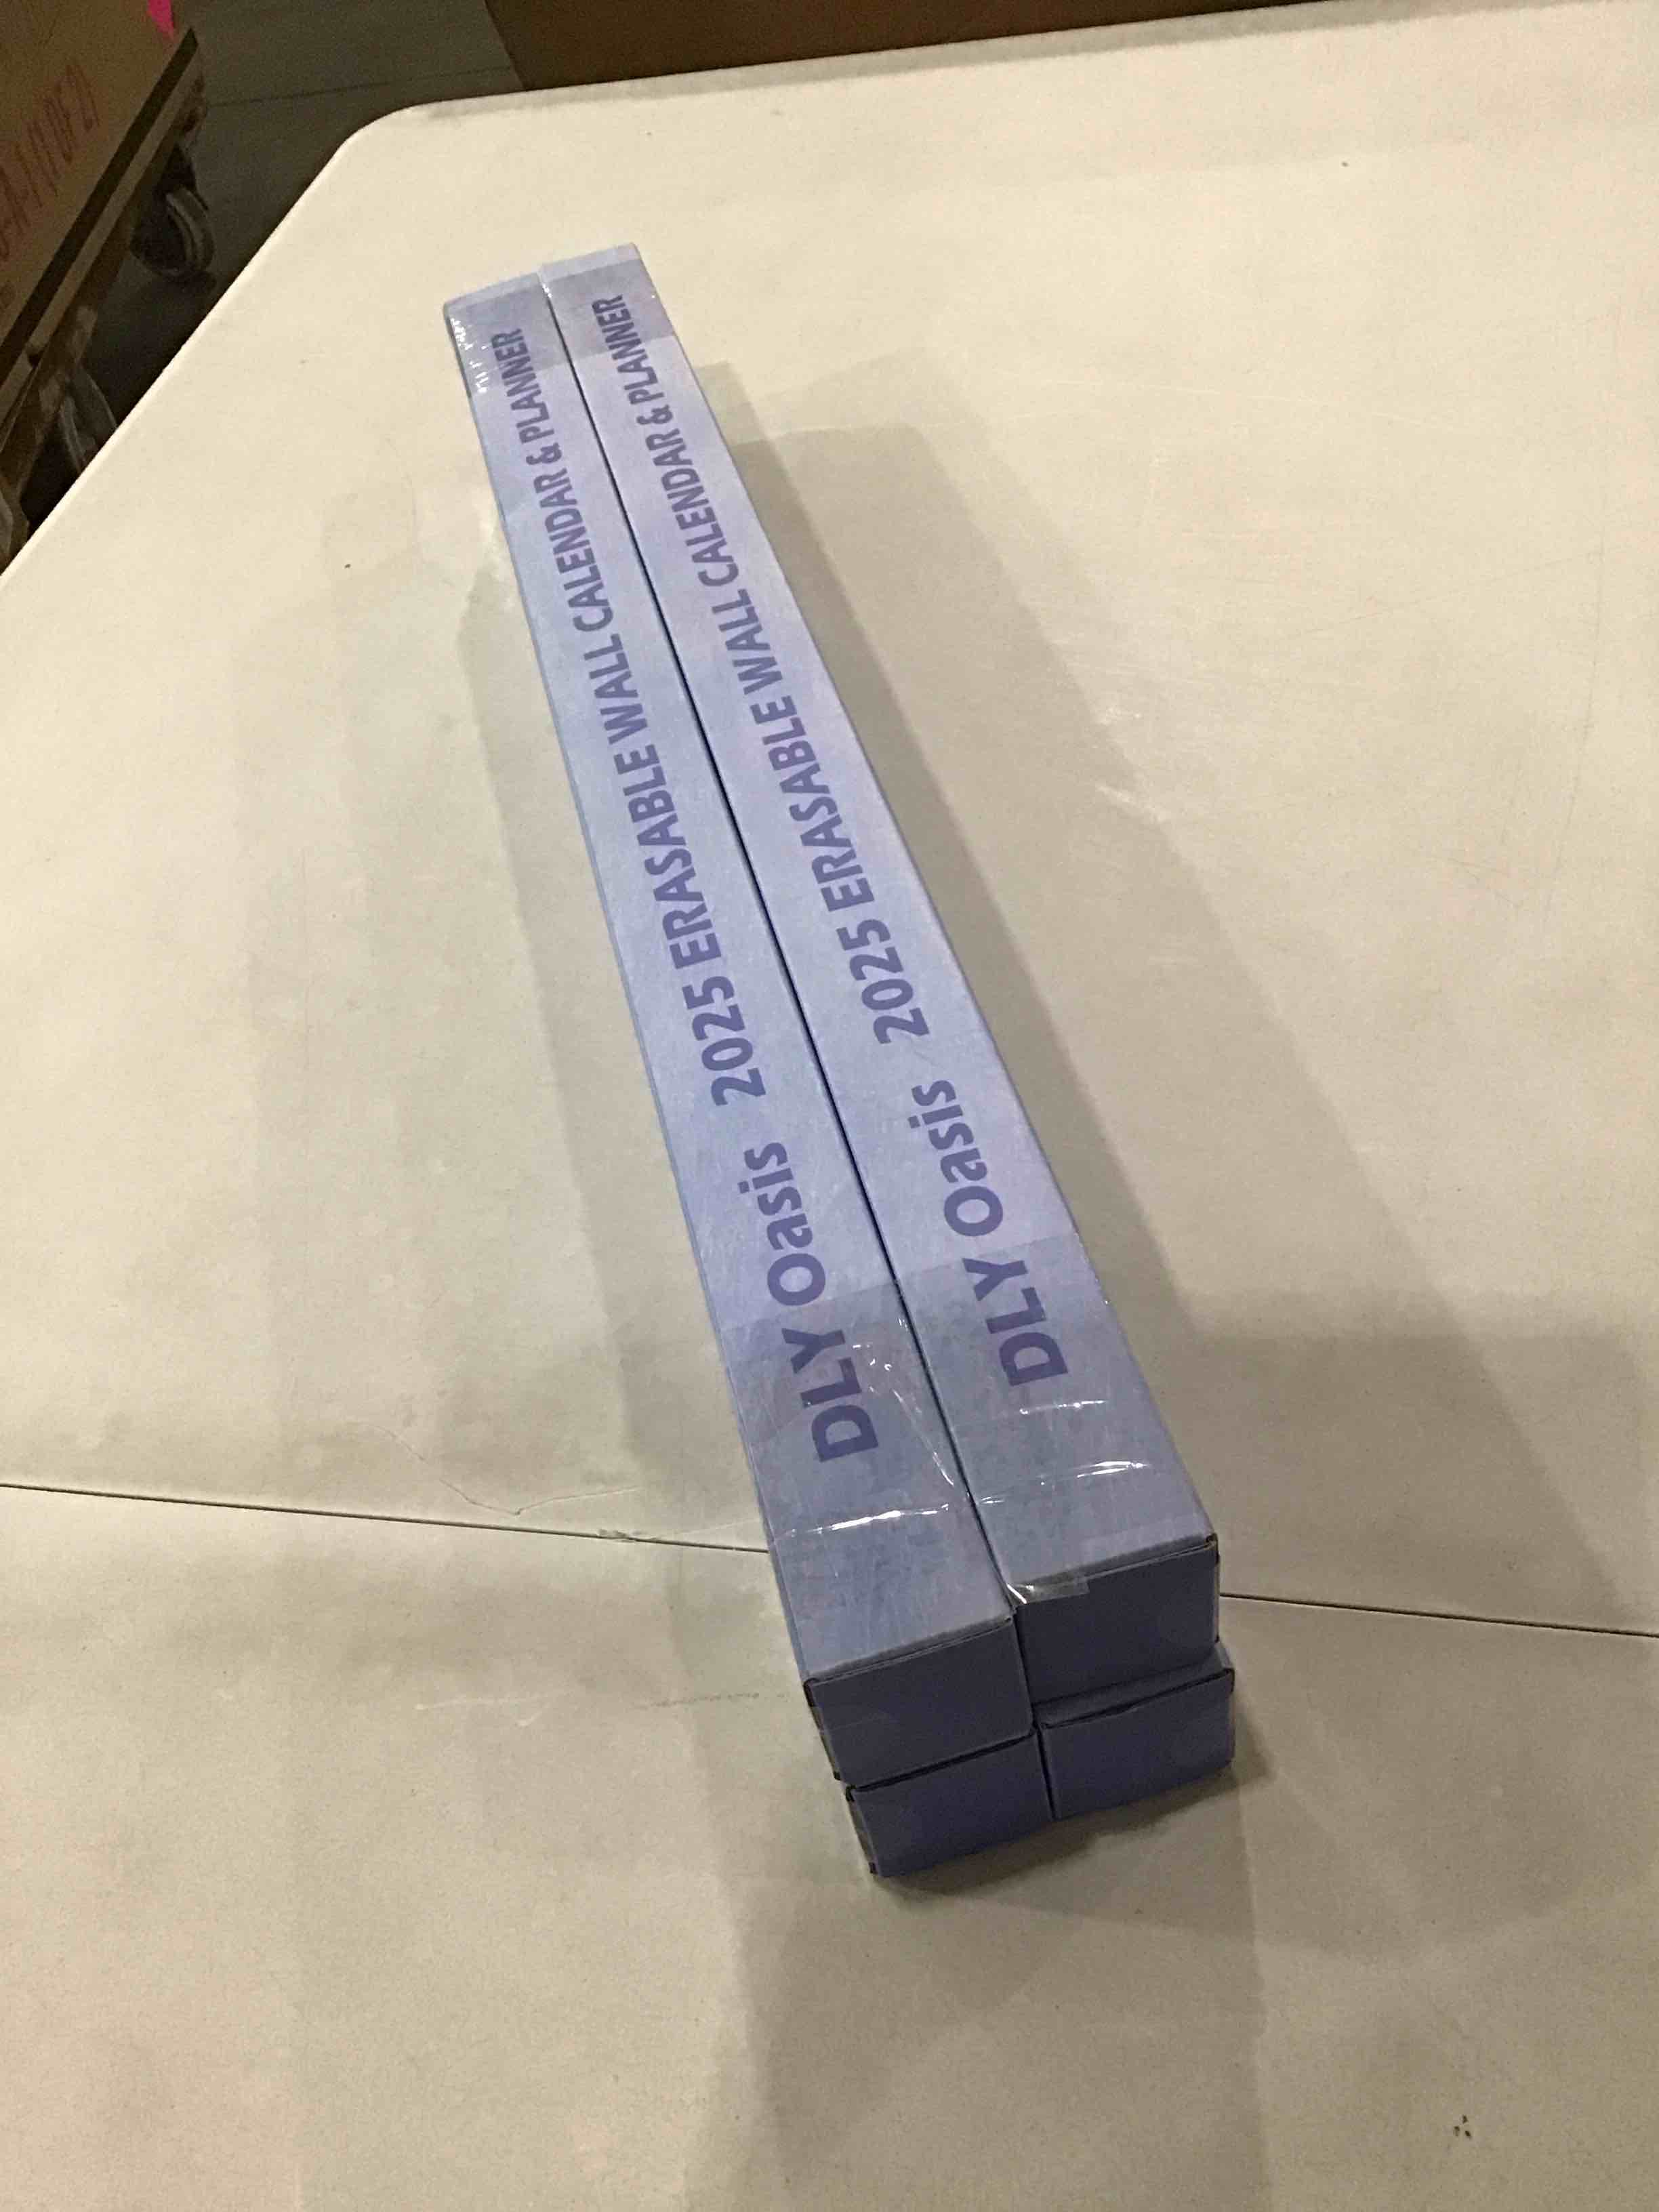 DLY Oasis 2025 ERASABLE WALL CALENDAR & PLANNER
DLY Oasis 2025 ERASABLE WALL CALENDAR & PLANNER